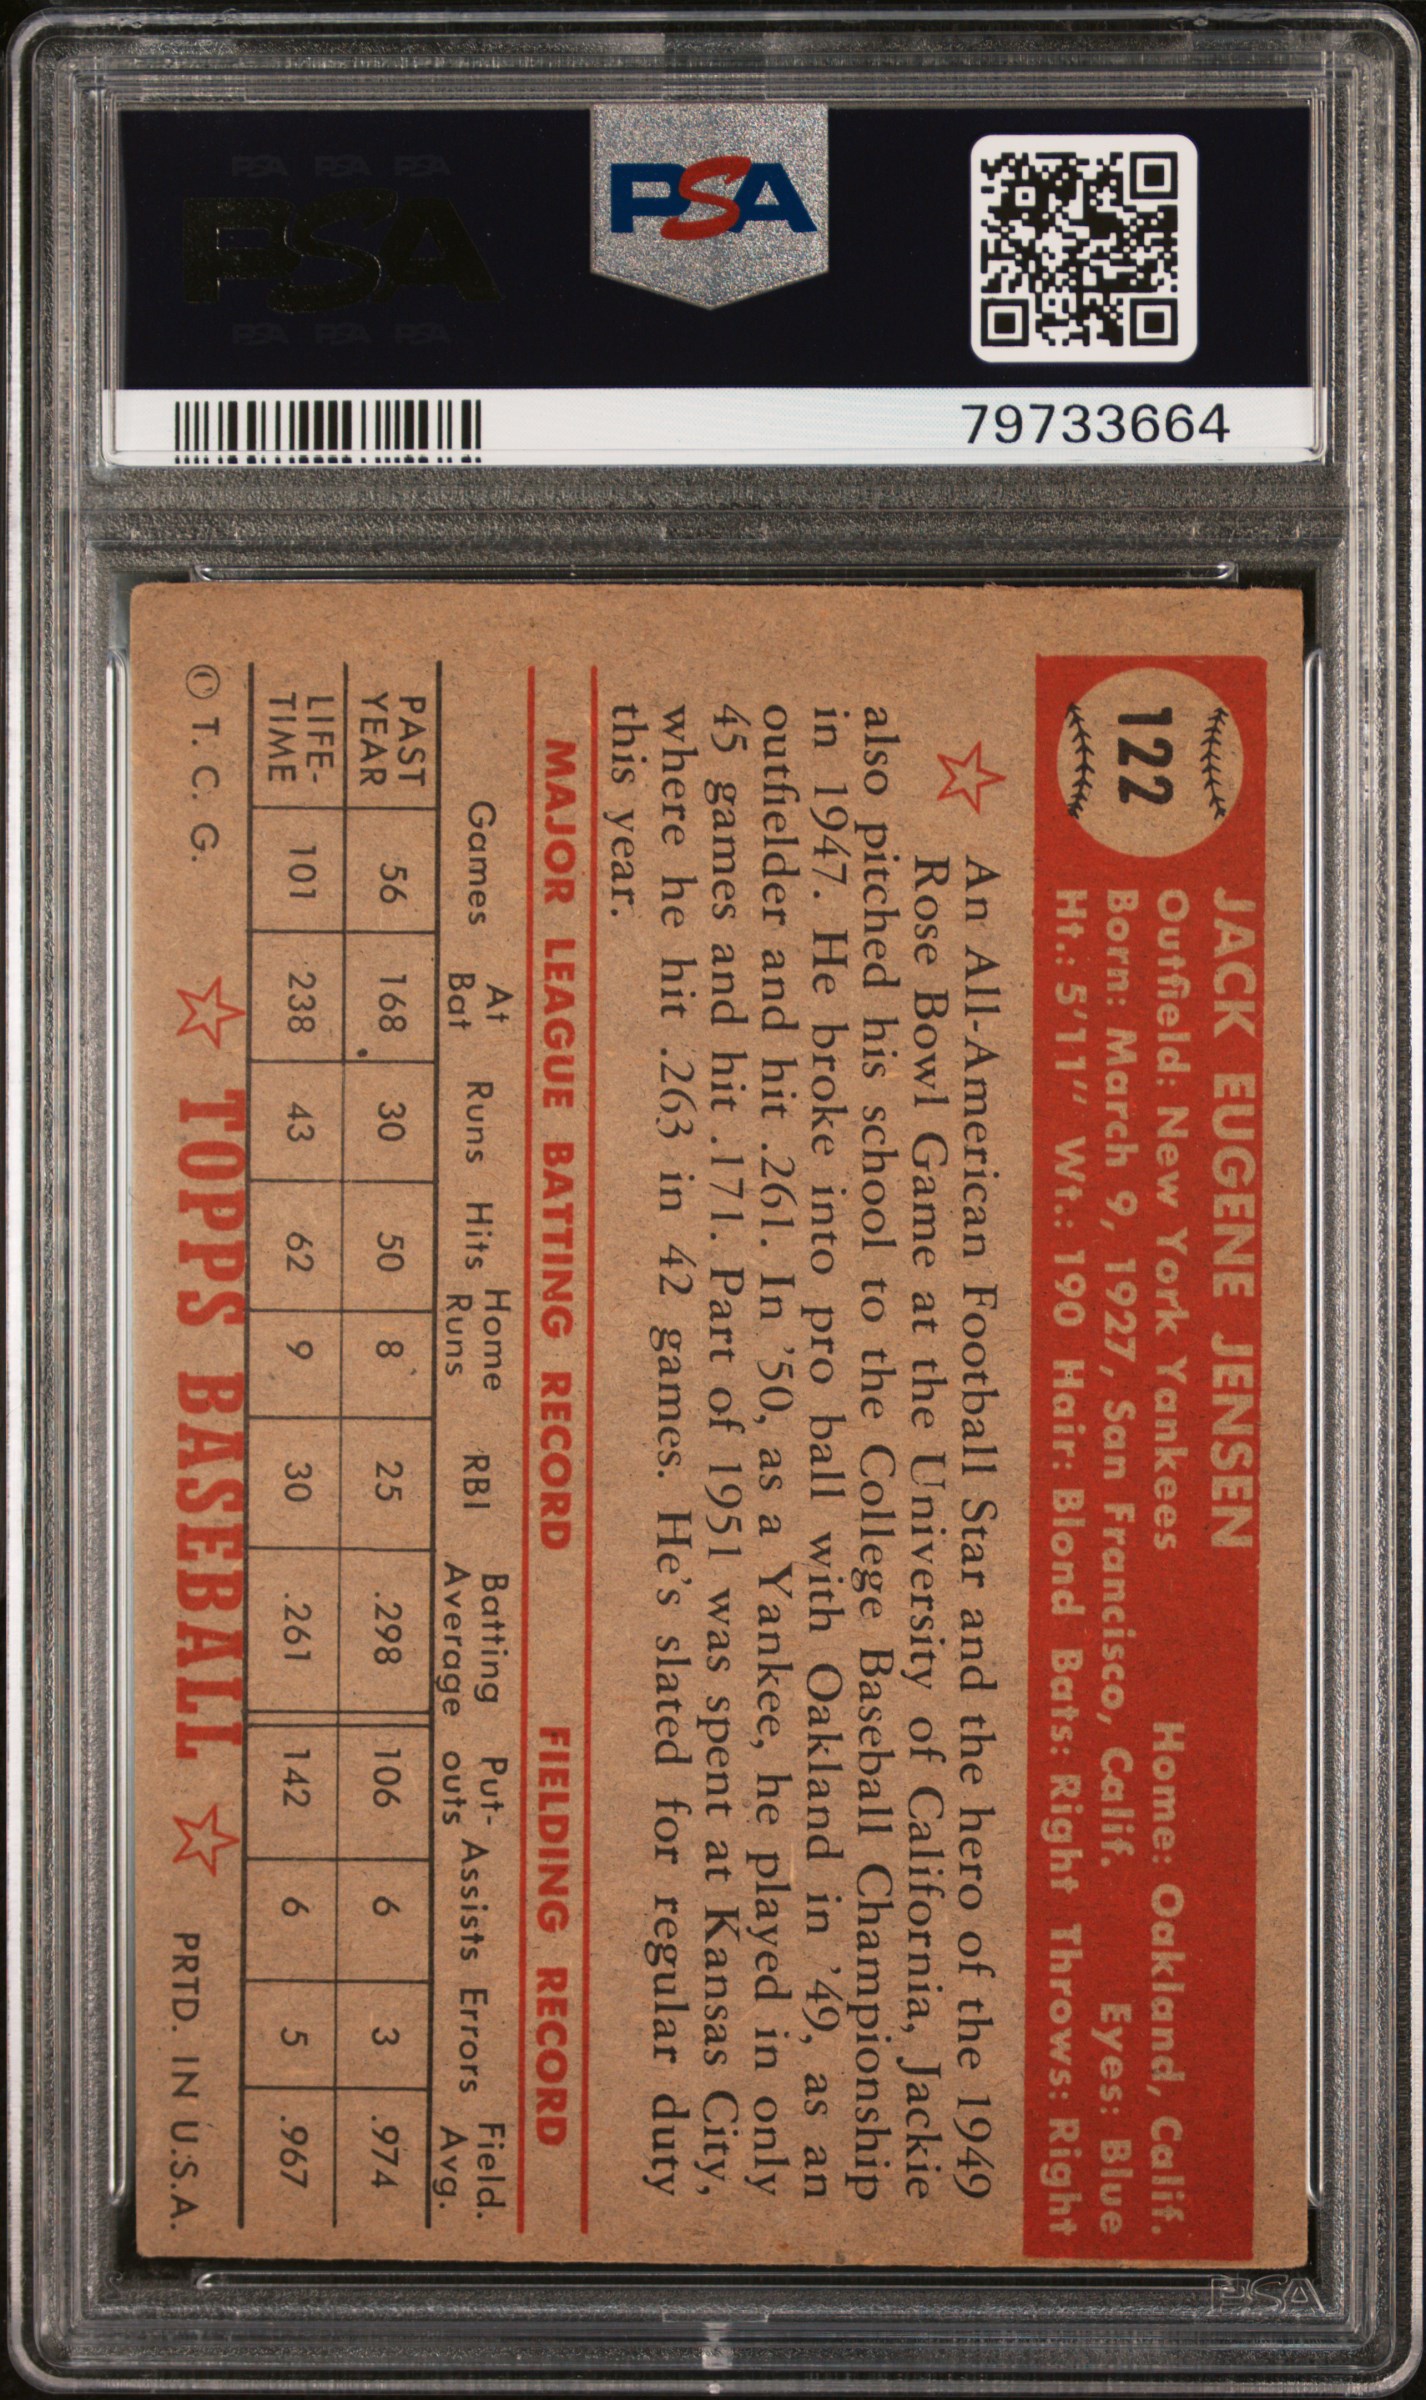 PSA PSA PSA
PSA
PSA PSA PSA
PSA
79733664
122
JACK EUGENE JENSEN
Outfield: New York Yankees Home: Oakland, Calif.
Born: March 9, 1927, San Francisco, Calif. Eyes: Blue
Ht.: 5'11" Wt.: 190 Hair: Blond Bats: Right Throws: Right
An All-American Football Star and the hero of the 1949
Rose Bowl Game at the University of California, Jackie
also pitched his school to the College Baseball Championship
in 1947. He broke into pro ball with Oakland in '49, as an
outfielder and hit .261. In '50, as a Yankee, he played in only
45 games and hit .171. Part of 1951 was spent at Kansas City,
where he hit .263 in 42 games. He's slated for regular duty
this year.
MAJOR LEAGUE BATTING RECORD FIELDING RECORD
Games At Bat Runs Hits Home Runs RBI Batting Average Put-outs Assists Errors Field. Avg.
PAST YEAR 56 168 30 50 8 25 .298 106 6 3 .974
LIFE-TIME 101 238 43 62 9 30 .261 142 6 5 .967
© T. C. G. TOPPS BASEBALL PRTD. IN U.S.A.
PSA